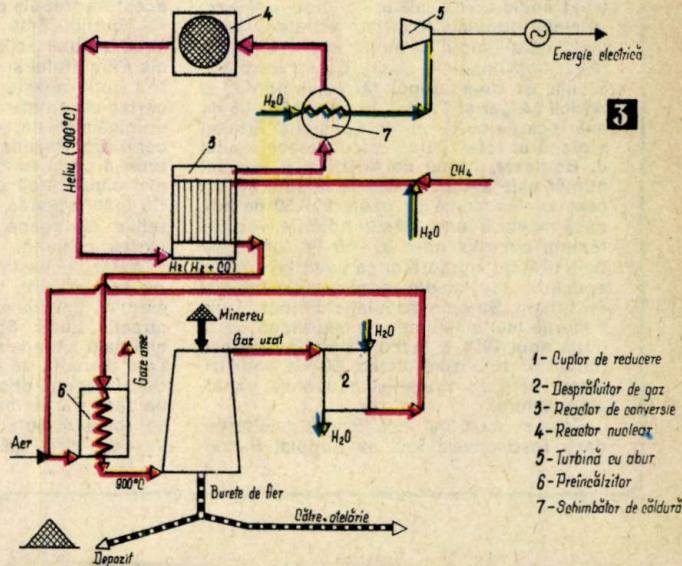 4
5
Energie electrică
H₂O
7
3
Heliu (900°C)
3
CH₄
H₂O
H₂(H₂+CO)
Minereu
Gaz uzat
H₂O
Gaze arse
2
6
Aer
H₂O
900°C
Burete de fier
Către oțelărie
Depozit
1 - Cuptor de reducere
2 - Desprăfuitor de gaz
3 - Reactor de conversie
4 - Reactor nuclear
5 - Turbină cu abur
6 - Preîncălzitor
7 - Schimbător de căldură